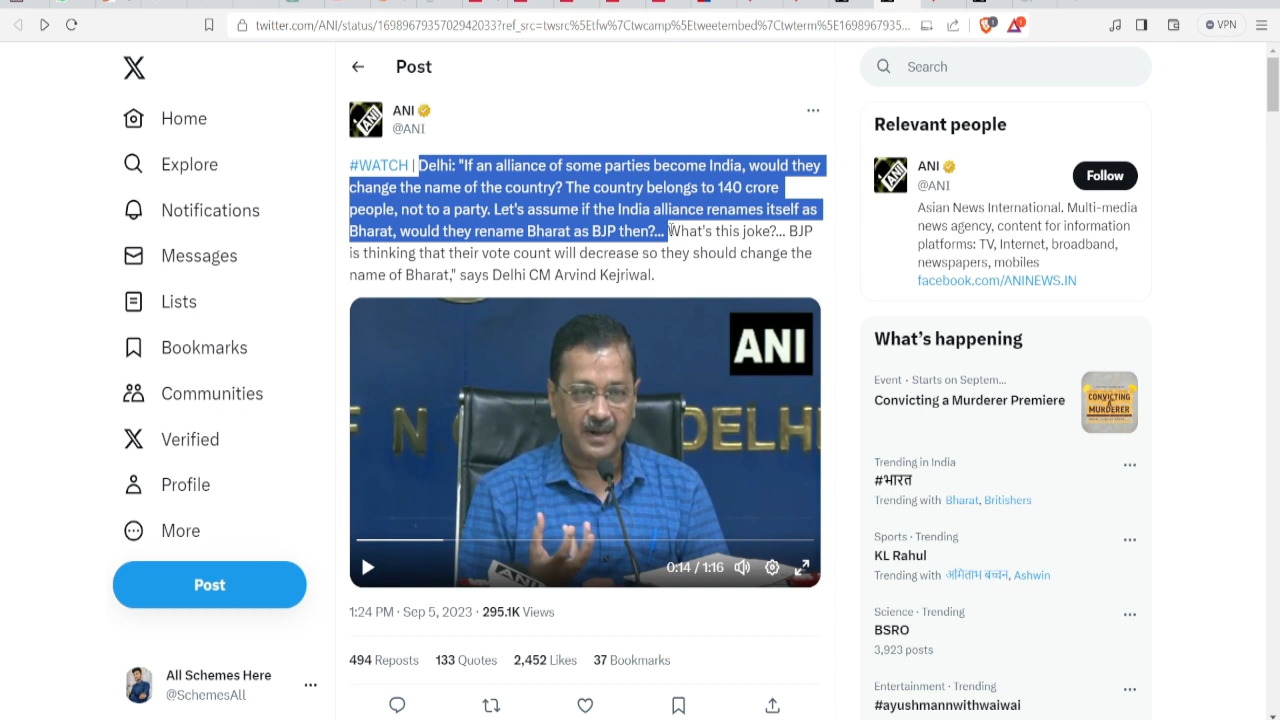 twitter.com/ANI/status/1698967935702942033?ref_src=twsrc%5Etfw%7Ctwcamp%5Etweetembed%7Ctwterm%5E1698967935...
VPN
Home
Explore
Notifications
Messages
Lists
Bookmarks
Communities
Verified
Profile
More
Post
All Schemes Here
@SchemesAll
Post
ANI
@ANI
#WATCH | Delhi: "If an alliance of some parties become India, would they
change the name of the country? The country belongs to 140 crore
people, not to a party. Let's assume if the India alliance renames itself as
Bharat, would they rename Bharat as BJP then?... What's this joke?... BJP
is thinking that their vote count will decrease so they should change the
name of Bharat," says Delhi CM Arvind Kejriwal.
ANI
DELHI
ANI
0:14 / 1:16
1:24 PM · Sep 5, 2023 · 295.1K Views
494 Reposts 133 Quotes 2,452 Likes 37 Bookmarks
Search
Relevant people
ANI
@ANI
Follow
Asian News International. Multi-media
news agency, content for information
platforms: TV, Internet, broadband,
newspapers, mobiles
facebook.com/ANINEWS.IN
What's happening
Event · Starts on Septem...
Convicting a Murderer Premiere
CONVICTING
A
MURDERER
Trending in India
#भारत
Trending with Bharat, Britishers
Sports · Trending
KL Rahul
Trending with अमिताभ बच्चन, Ashwin
Science · Trending
BSRO
3,923 posts
Entertainment · Trending
#ayushmannwithwaiwai